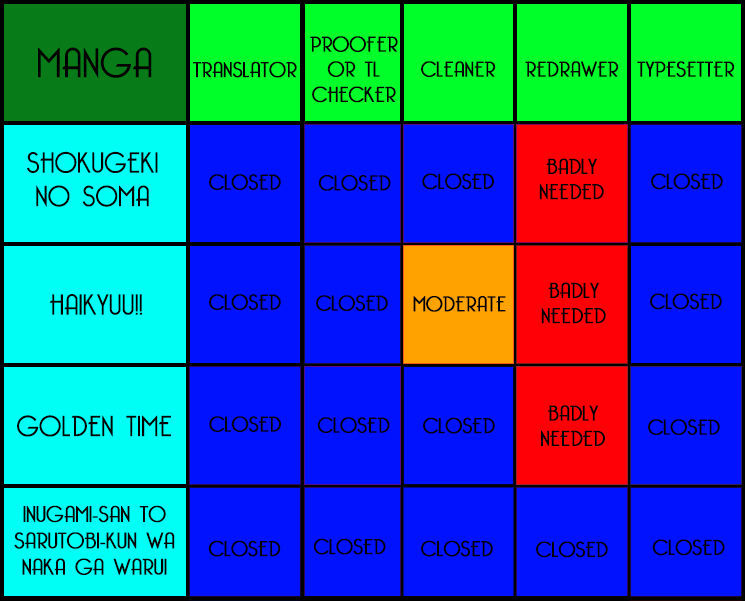 MANGA
TRANSLATOR
PROOFER
OR TL
CHECKER
CLEANER
REDRAWER
TYPESETTER
SHOKUGEKI
NO SOMA
CLOSED
CLOSED
CLOSED
BADLY
NEEDED
CLOSED
HAIKYUU!!
CLOSED
CLOSED
MODERATE
BADLY
NEEDED
CLOSED
GOLDEN TIME
CLOSED
CLOSED
CLOSED
BADLY
NEEDED
CLOSED
INUGAMI-SAN TO
SARUTOBI-KUN WA
NAKA GA WARUI
CLOSED
CLOSED
CLOSED
CLOSED
CLOSED